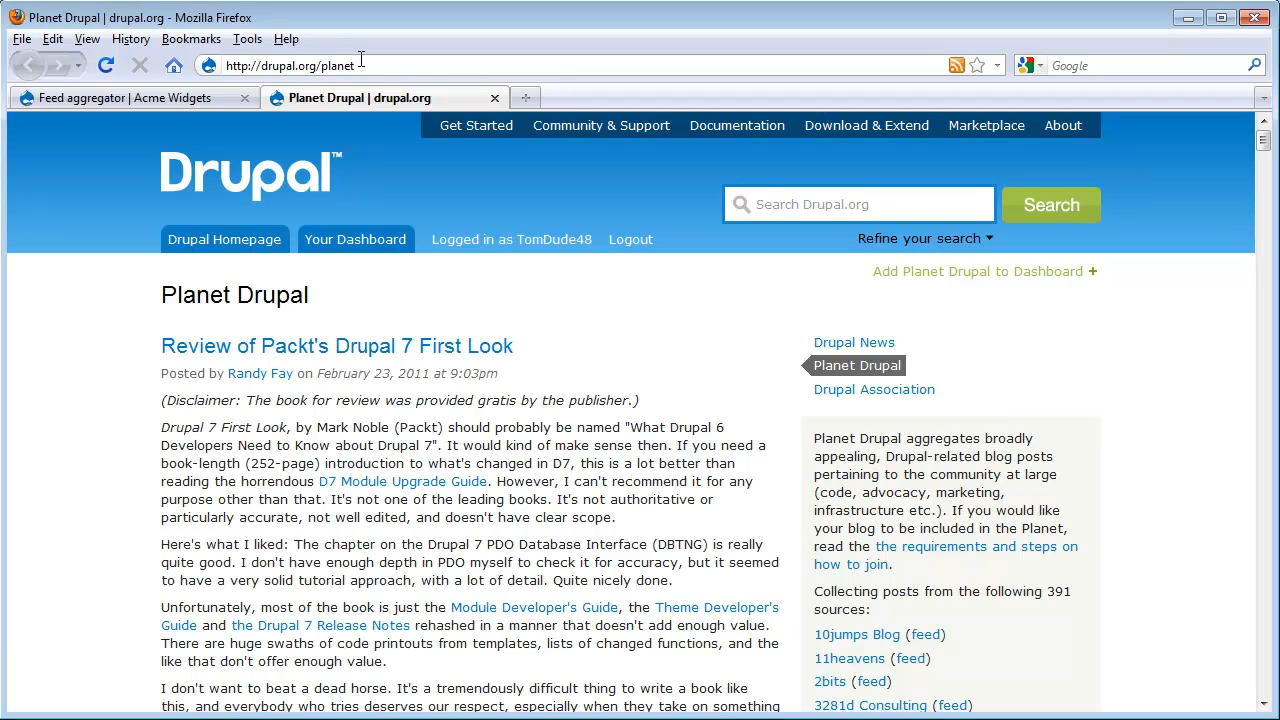 Planet Drupal | drupal.org - Mozilla Firefox
File Edit View History Bookmarks Tools Help
http://drupal.org/planet
Google
Feed aggregator | Acme Widgets
Planet Drupal | drupal.org
Get Started Community & Support Documentation Download & Extend Marketplace About
Drupal™
Search Drupal.org
Search
Drupal Homepage Your Dashboard Logged in as TomDude48 Logout
Refine your search
Add Planet Drupal to Dashboard +
Planet Drupal
Review of Packt's Drupal 7 First Look
Posted by Randy Fay on February 23, 2011 at 9:03pm
(Disclaimer: The book for review was provided gratis by the publisher.)
Drupal 7 First Look, by Mark Noble (Packt) should probably be named "What Drupal 6
Developers Need to Know about Drupal 7". It would kind of make sense then. If you need a
book-length (252-page) introduction to what's changed in D7, this is a lot better than
reading the horrendous D7 Module Upgrade Guide. However, I can't recommend it for any
purpose other than that. It's not one of the leading books. It's not authoritative or
particularly accurate, not well edited, and doesn't have clear scope.
Here's what I liked: The chapter on the Drupal 7 PDO Database Interface (DBTNG) is really
quite good. I don't have enough depth in PDO myself to check it for accuracy, but it seemed
to have a very solid tutorial approach, with a lot of detail. Quite nicely done.
Unfortunately, most of the book is just the Module Developer's Guide, the Theme Developer's
Guide and the Drupal 7 Release Notes rehashed in a manner that doesn't add enough value.
There are huge swaths of code printouts from templates, lists of changed functions, and the
like that don't offer enough value.
I don't want to beat a dead horse. It's a tremendously difficult thing to write a book like
this, and everybody who tries deserves our respect, especially when they take on something
Drupal News
Planet Drupal
Drupal Association
Planet Drupal aggregates broadly
appealing, Drupal-related blog posts
pertaining to the community at large
(code, advocacy, marketing,
infrastructure etc.). If you would like
your blog to be included in the Planet,
read the the requirements and steps on
how to join.
Collecting posts from the following 391
sources:
10jumps Blog (feed)
11heavens (feed)
2bits (feed)
3281d Consulting (feed)